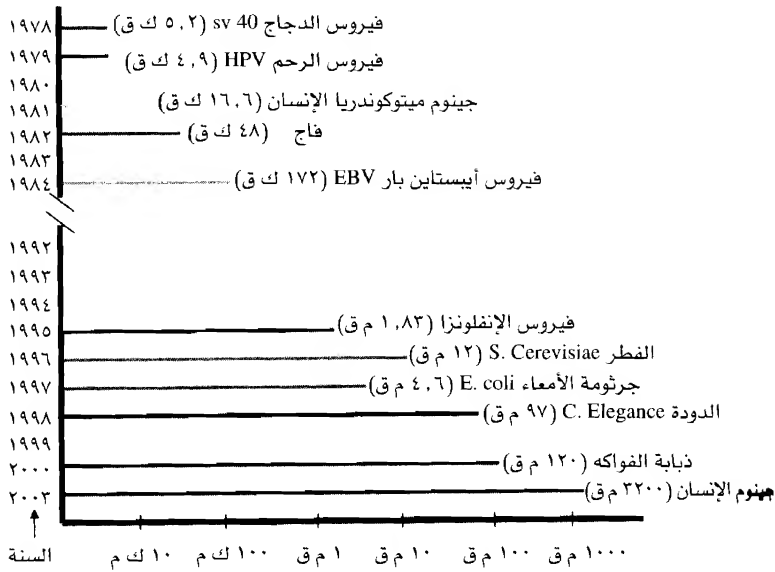 ١٩٧٨ فيروس الدجاج sv 40 (٥,٢ ك ق)
١٩٧٩ فيروس الرحم HPV (٤,٩ ك ق)
١٩٨٠
١٩٨١ جينوم ميتوكوندريا الإنسان (١٦,٦ ك ق)
١٩٨٢ فاج (٤٨ ك ق)
١٩٨٣
١٩٨٤ فيروس أيبستاين بار EBV (١٧٢ ك ق)
١٩٩٢
١٩٩٣
١٩٩٤
١٩٩٥ فيروس الإنفلونزا (١,٨٣ م ق)
١٩٩٦ الفطر S. Cerevisiae (١٢ م ق)
١٩٩٧ جرثومة الأمعاء E. coli (٤,٦ م ق)
١٩٩٨ الدودة C. Elegance (٩٧ م ق)
١٩٩٩
٢٠٠٠ ذبابة الفواكه (١٢٠ م ق)
٢٠٠٣ جينوم الإنسان (٣٢٠٠ م ق)
السنة ١٠ ك م ١٠٠ ك م ١ م ق ١٠ م ق ١٠٠ م ق ١٠٠٠ م ق